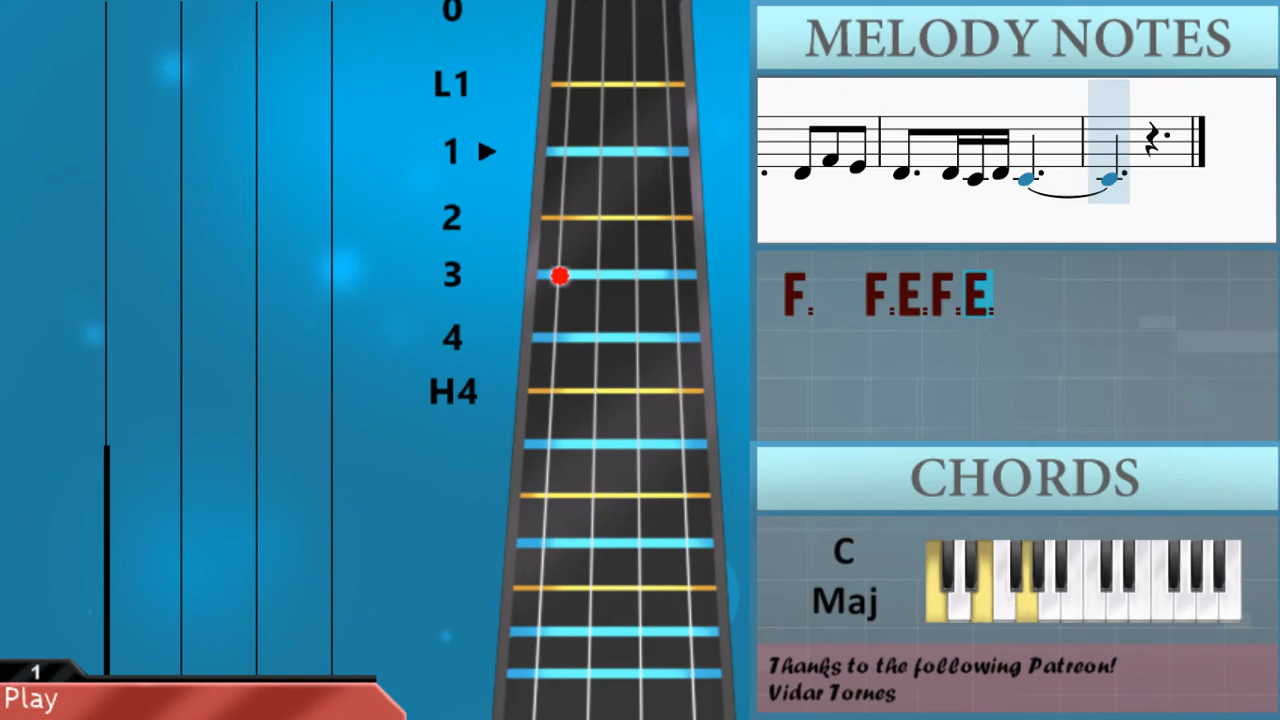 0
L1
1 ►
2
3
4
H4
1
Play
MELODY NOTES
F. F.E.F.E.
CHORDS
C
Maj
Thanks to the following Patreon!
Vidar Tornes